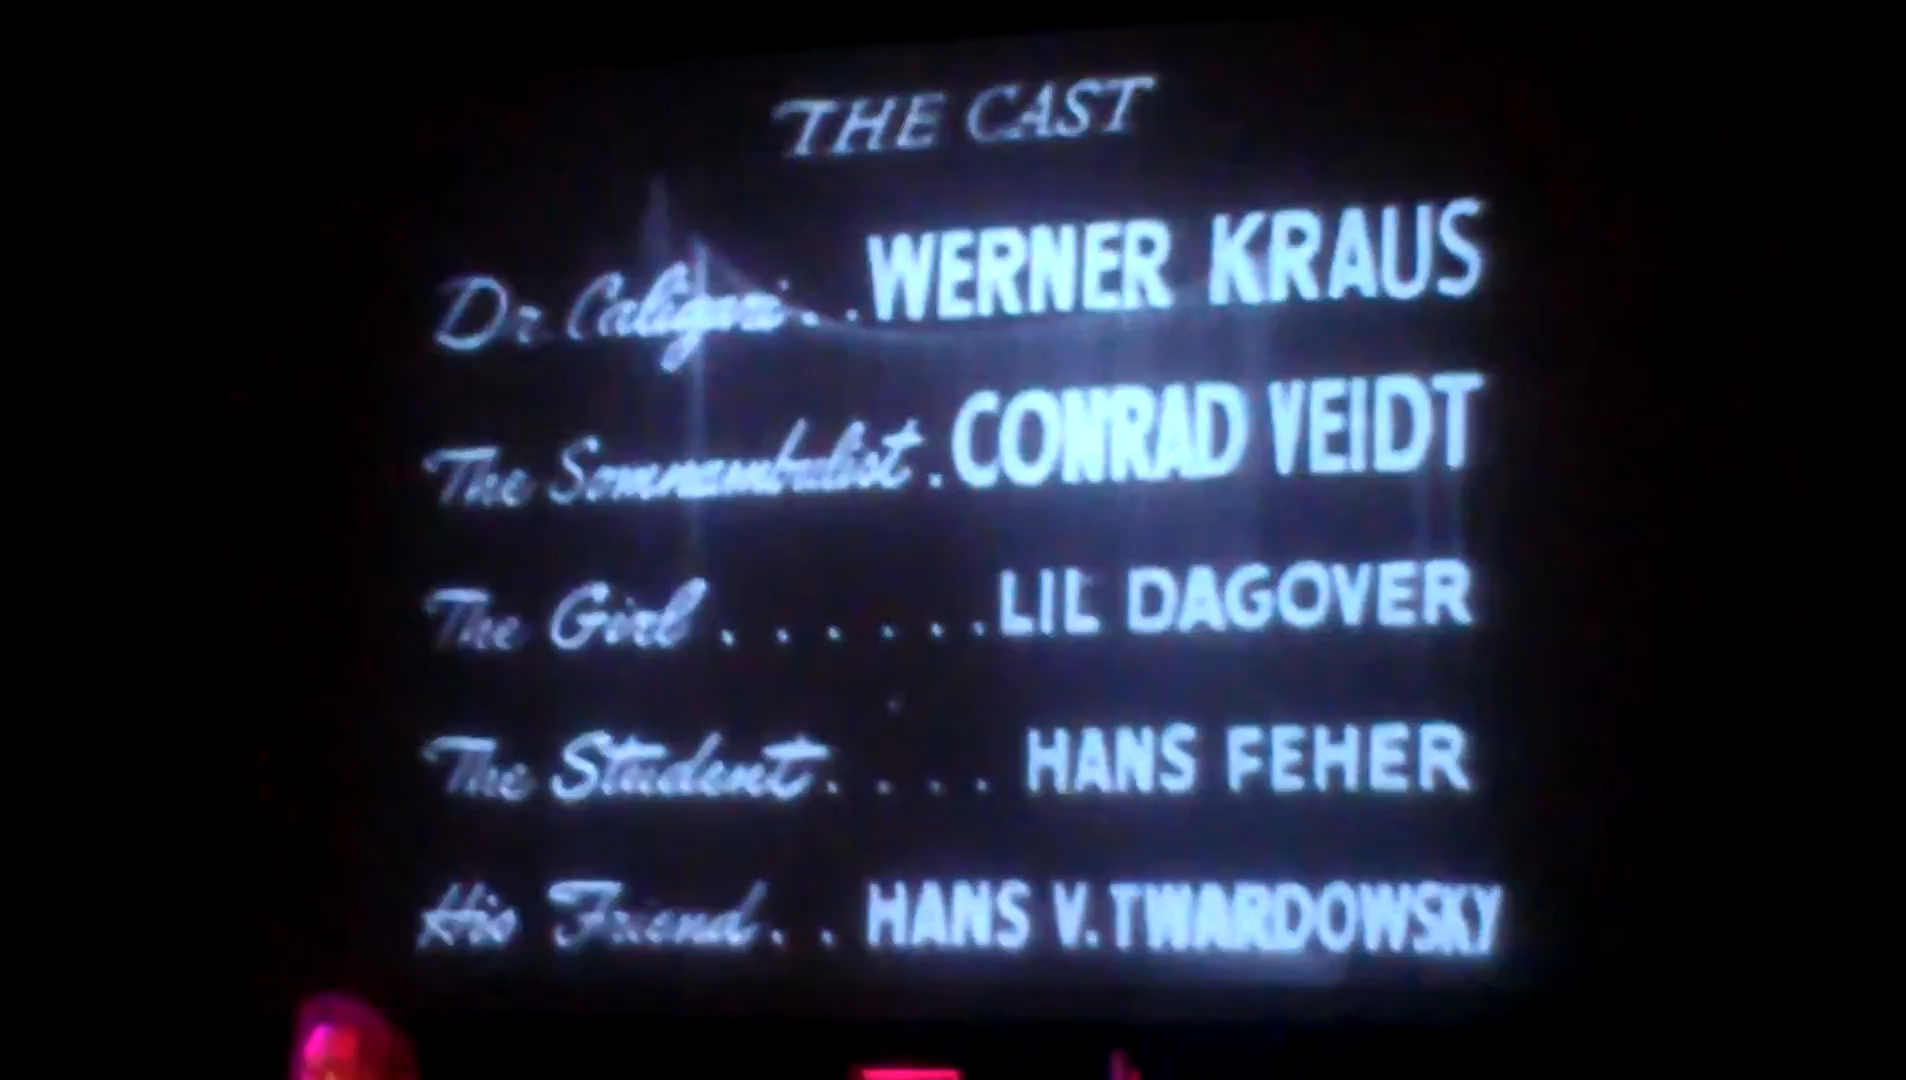 THE CAST
Dr. Caligari . . WERNER KRAUS
The Somnambulist . CONRAD VEIDT
The Girl . . . . . . LIL DAGOVER
The Student . . . . HANS FEHER
His Friend . . HANS V. TWARDOWSKY